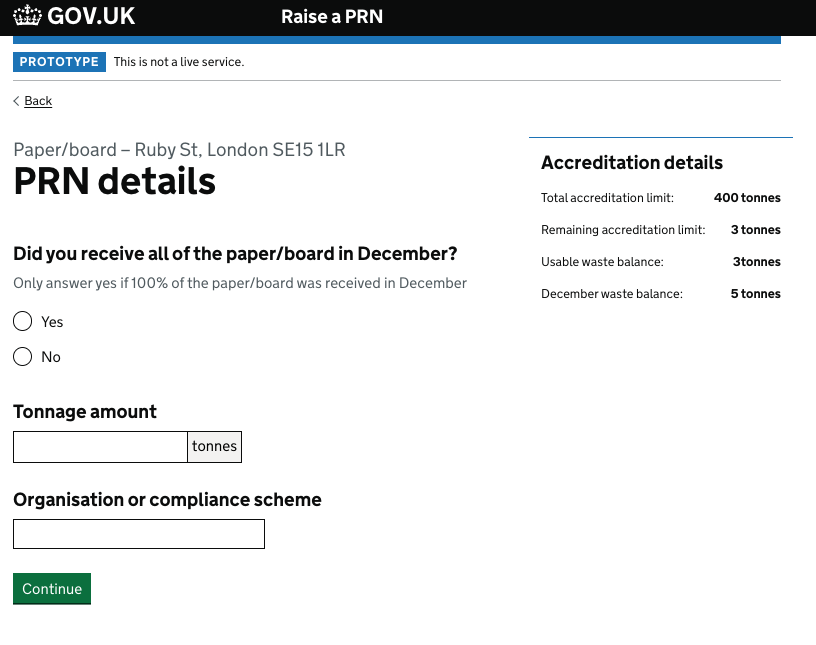 GOV.UK
Raise a PRN
PROTOTYPE This is not a live service.
Back
Paper/board – Ruby St, London SE15 1LR
PRN details
Did you receive all of the paper/board in December?
Only answer yes if 100% of the paper/board was received in December
Yes
No
Tonnage amount
tonnes
Organisation or compliance scheme
Continue
Accreditation details
Total accreditation limit: 400 tonnes
Remaining accreditation limit: 3 tonnes
Usable waste balance: 3tonnes
December waste balance: 5 tonnes